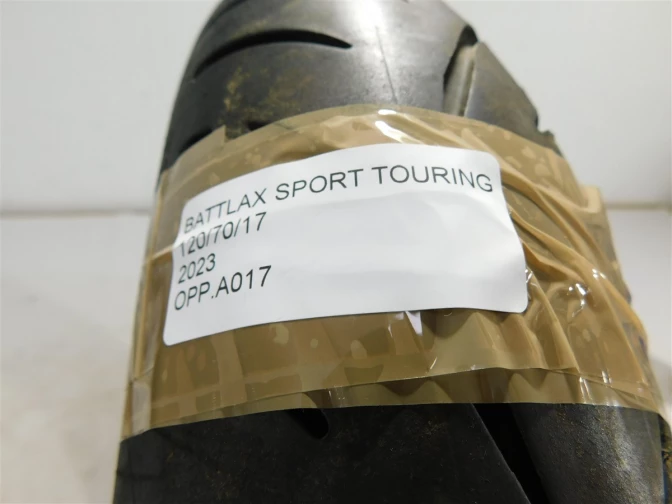 BATTLAX SPORT TOURING
120/70/17
2023
OPP.A017